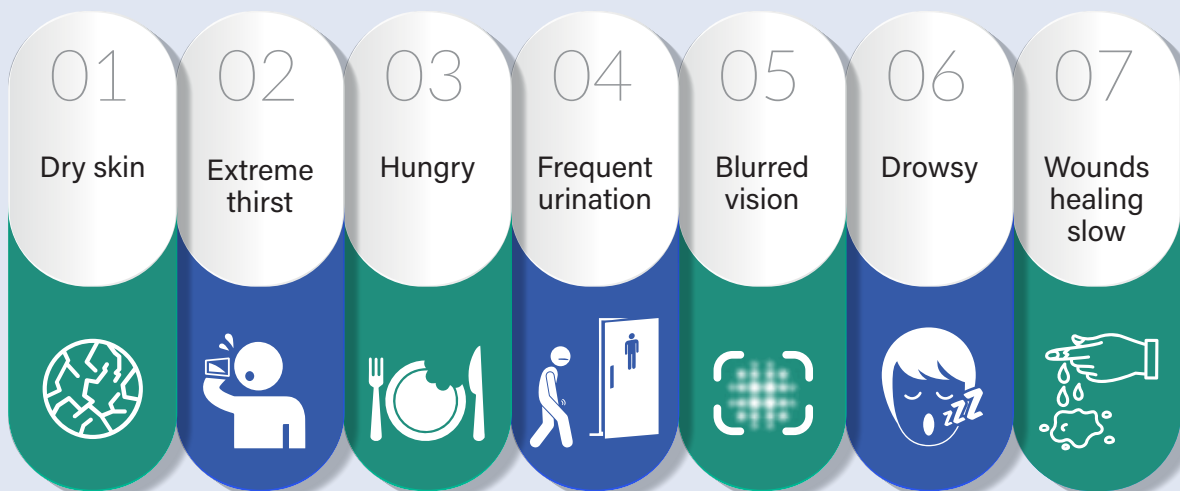 01
Dry skin
02
Extreme
thirst
03
Hungry
04
Frequent
urination
05
Blurred
vision
06
Drowsy
zzz
07
Wounds
healing
slow